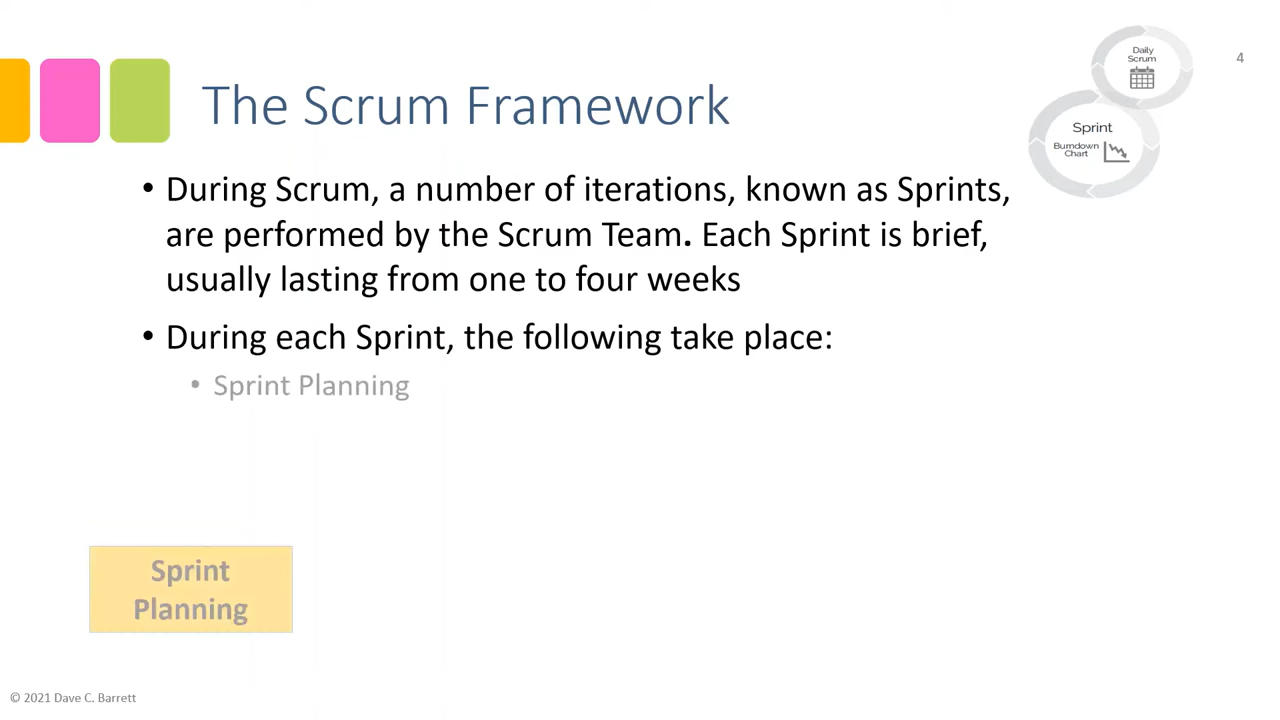 Daily
Scrum
4
The Scrum Framework
Sprint
Burndown
Chart
• During Scrum, a number of iterations, known as Sprints,
are performed by the Scrum Team. Each Sprint is brief,
usually lasting from one to four weeks
• During each Sprint, the following take place:
• Sprint Planning
Sprint
Planning
© 2021 Dave C. Barrett